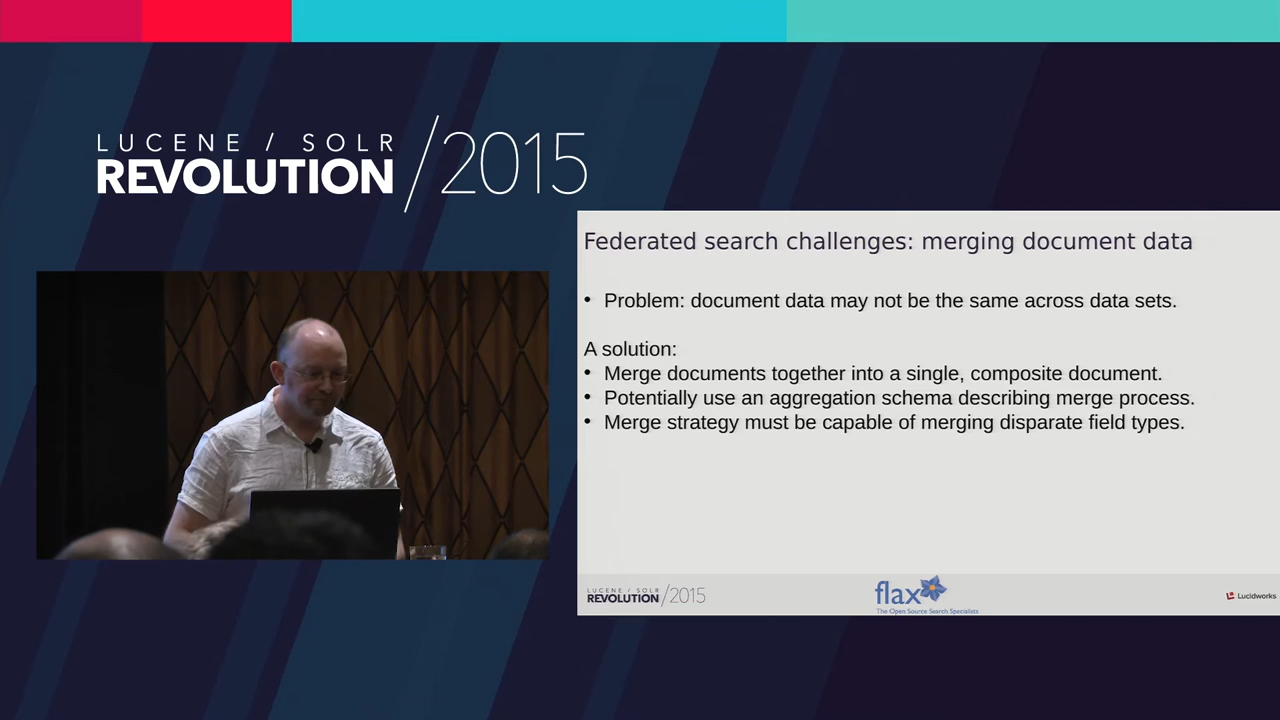 LUCENE / SOLR
REVOLUTION /2015
Federated search challenges: merging document data
• Problem: document data may not be the same across data sets.
A solution:
• Merge documents together into a single, composite document.
• Potentially use an aggregation schema describing merge process.
• Merge strategy must be capable of merging disparate field types.
LUCENE / SOLR
REVOLUTION /2015
flax
The Open Source Search Specialists
Lucidworks